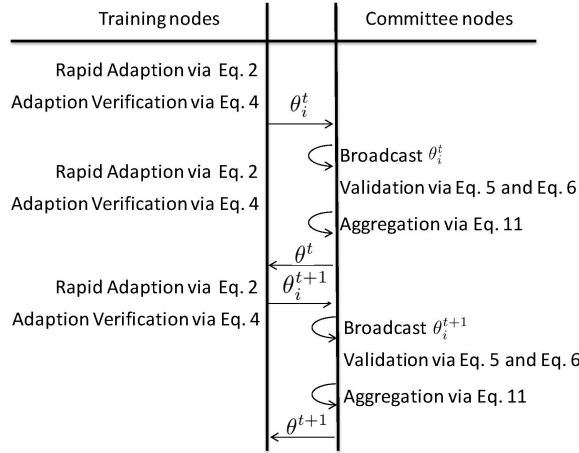 Training nodes
Committee nodes
Rapid Adaption via Eq. 2
Adaption Verification via Eq. 4
θ_i^t
Broadcast θ_i^t
Rapid Adaption via Eq. 2
Validation via Eq. 5 and Eq. 6
Adaption Verification via Eq. 4
Aggregation via Eq. 11
θ^t
Rapid Adaption via Eq. 2
θ_i^{t+1}
Adaption Verification via Eq. 4
Broadcast θ_i^{t+1}
Validation via Eq. 5 and Eq. 6
Aggregation via Eq. 11
θ^{t+1}